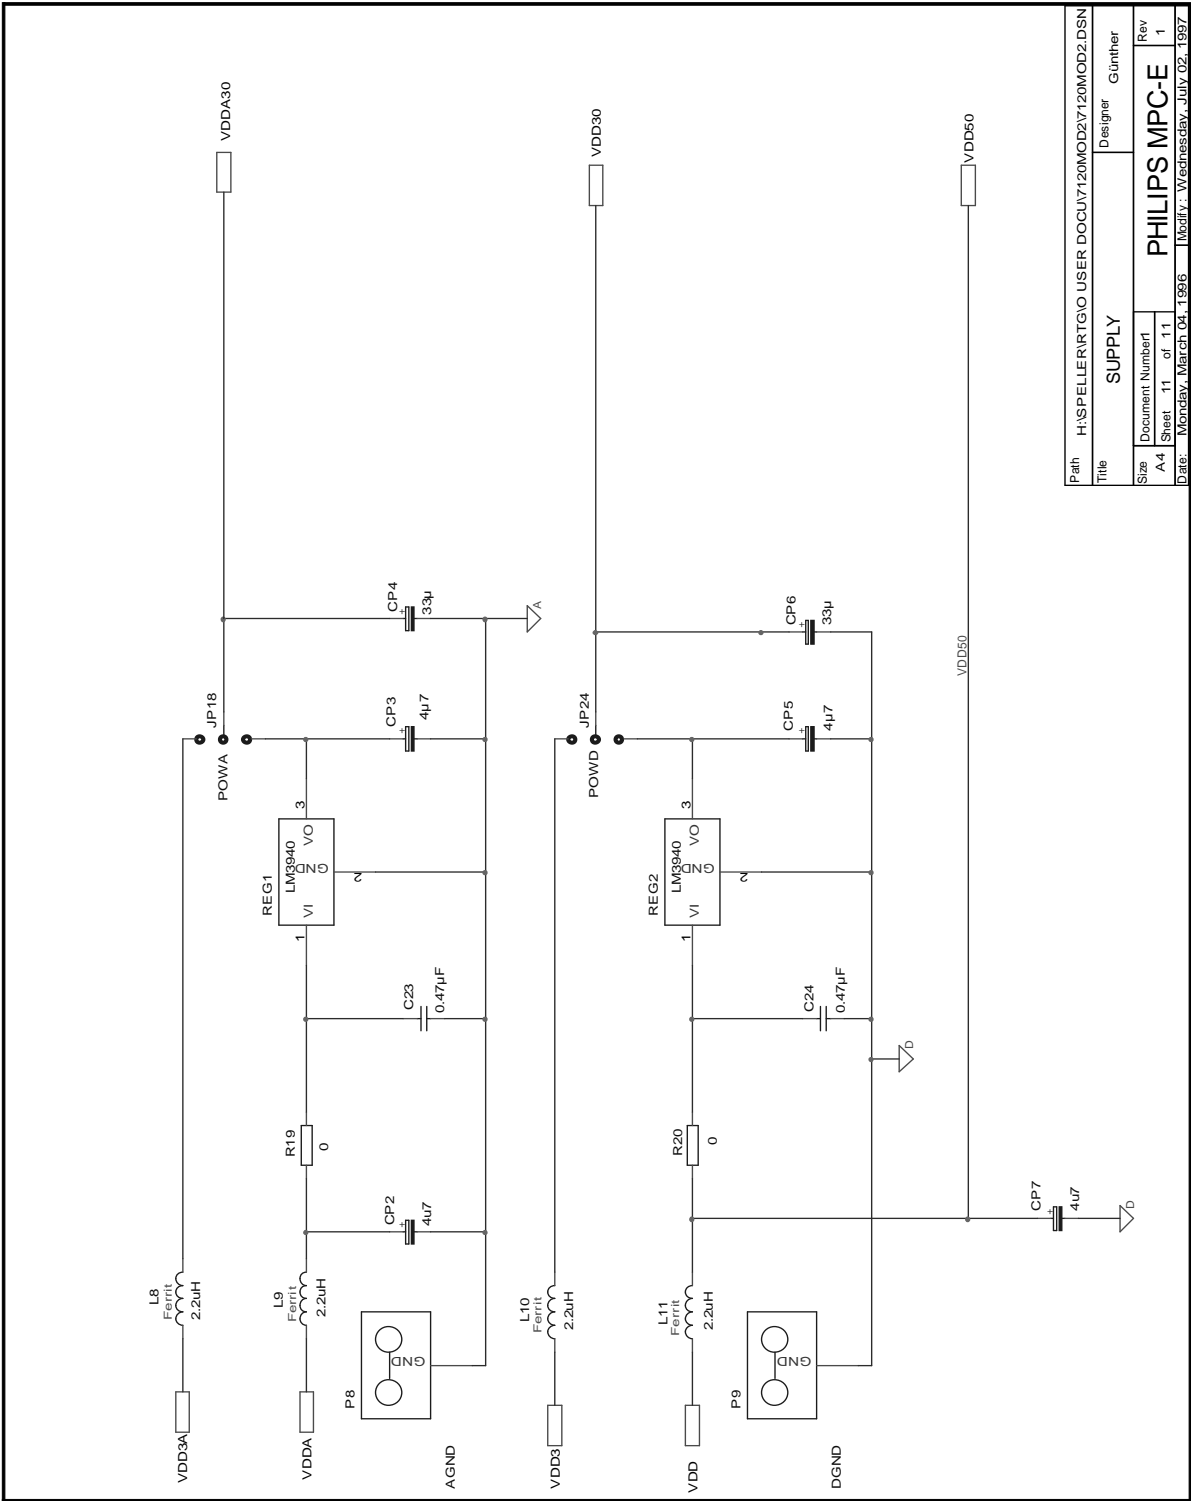 VDD3A
L8
Ferrit
2.2uH
JP18
POWA
VDDA30
VDDA
L9
Ferrit
2.2uH
CP2
+
4u7
R19
0
C23
0.47µF
REG1
LM3940
1
VI
GND
VO
3
2
CP3
+
4µ7
CP4
+
33µ
A
P8
GND
AGND
VDD3
L10
Ferrit
2.2uH
JP24
POWD
VDD30
VDD
L11
Ferrit
2.2uH
R20
0
C24
0.47µF
REG2
LM3940
1
VI
GND
VO
3
2
CP5
+
4µ7
CP6
+
33µ
D
P9
GND
DGND
VDD50
VDD50
CP7
+
4u7
D
Path H:\SPELLER\RTG\O USER DOCU\7120MOD2\7120MOD2.DSN
Title
SUPPLY
Designer
Günther
Size
A4
Document Number1
Sheet 11 of 11
PHILIPS MPC-E
Rev
1
Date: Monday, March 04, 1996
Modify: Wednesday, July 02, 1997